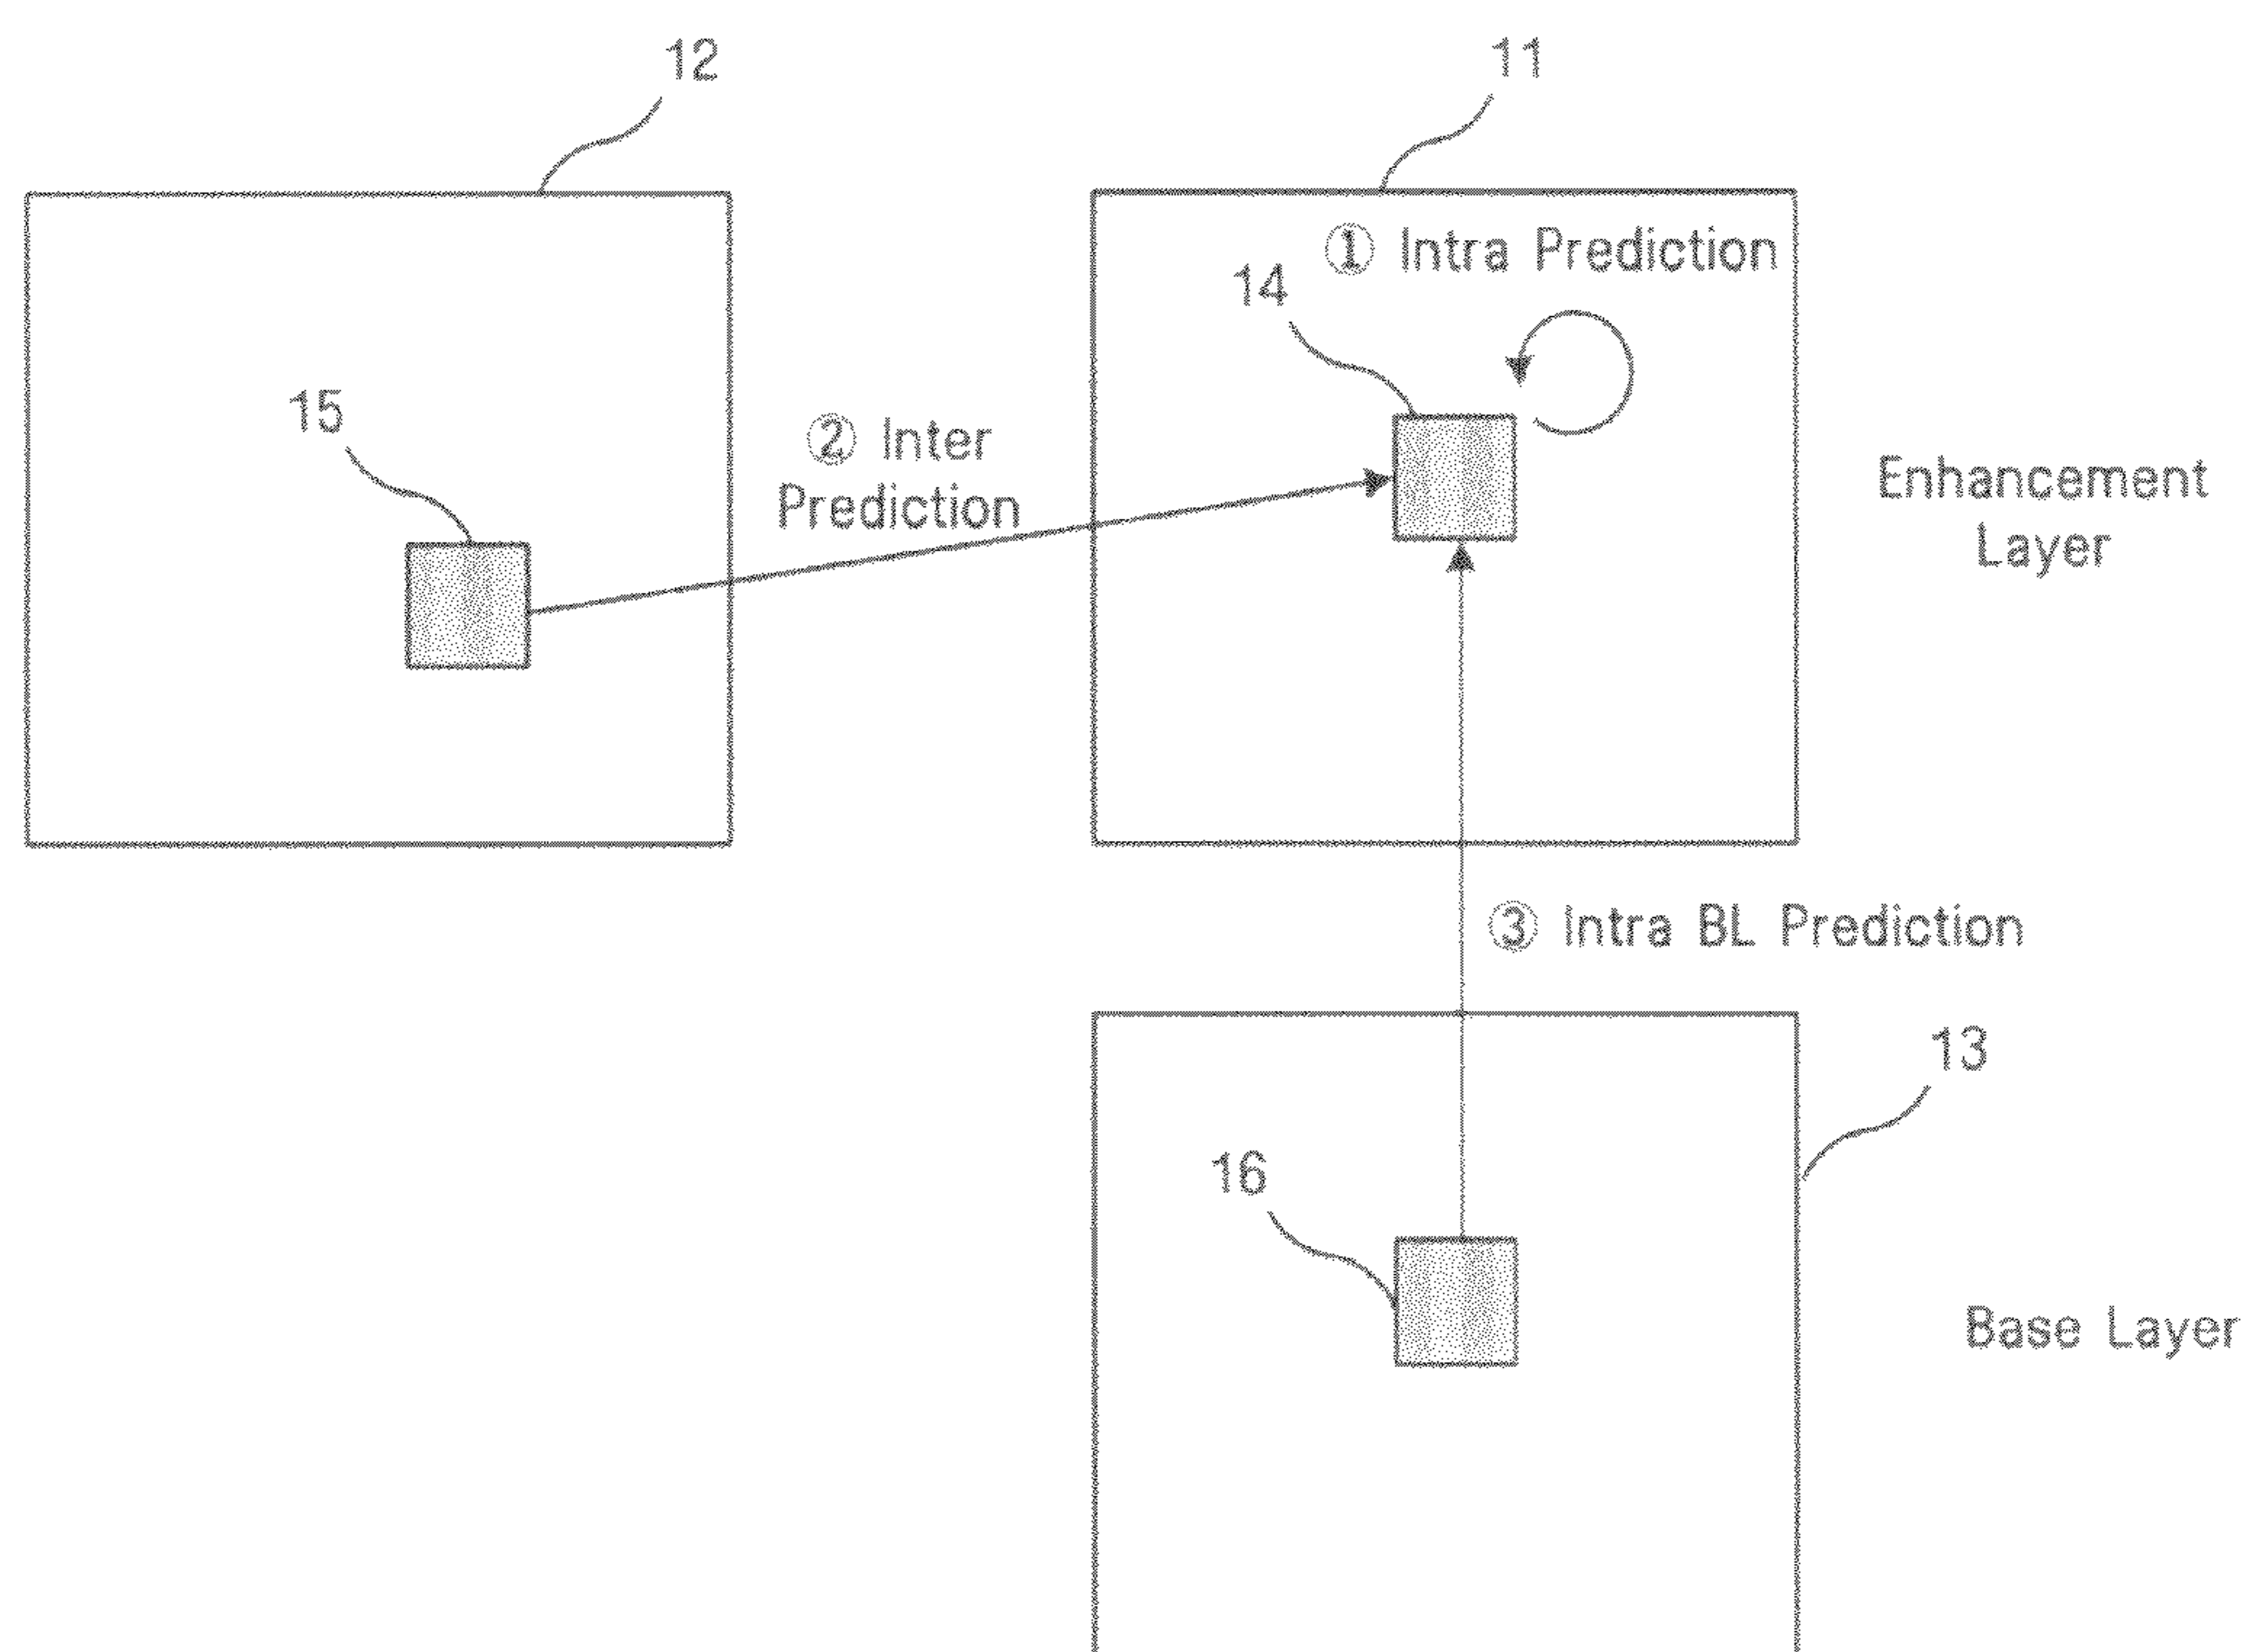 12
11
① Intra Prediction
14
15
② Inter
Prediction
Enhancement
Layer
③ Intra BL Prediction
13
16
Base Layer